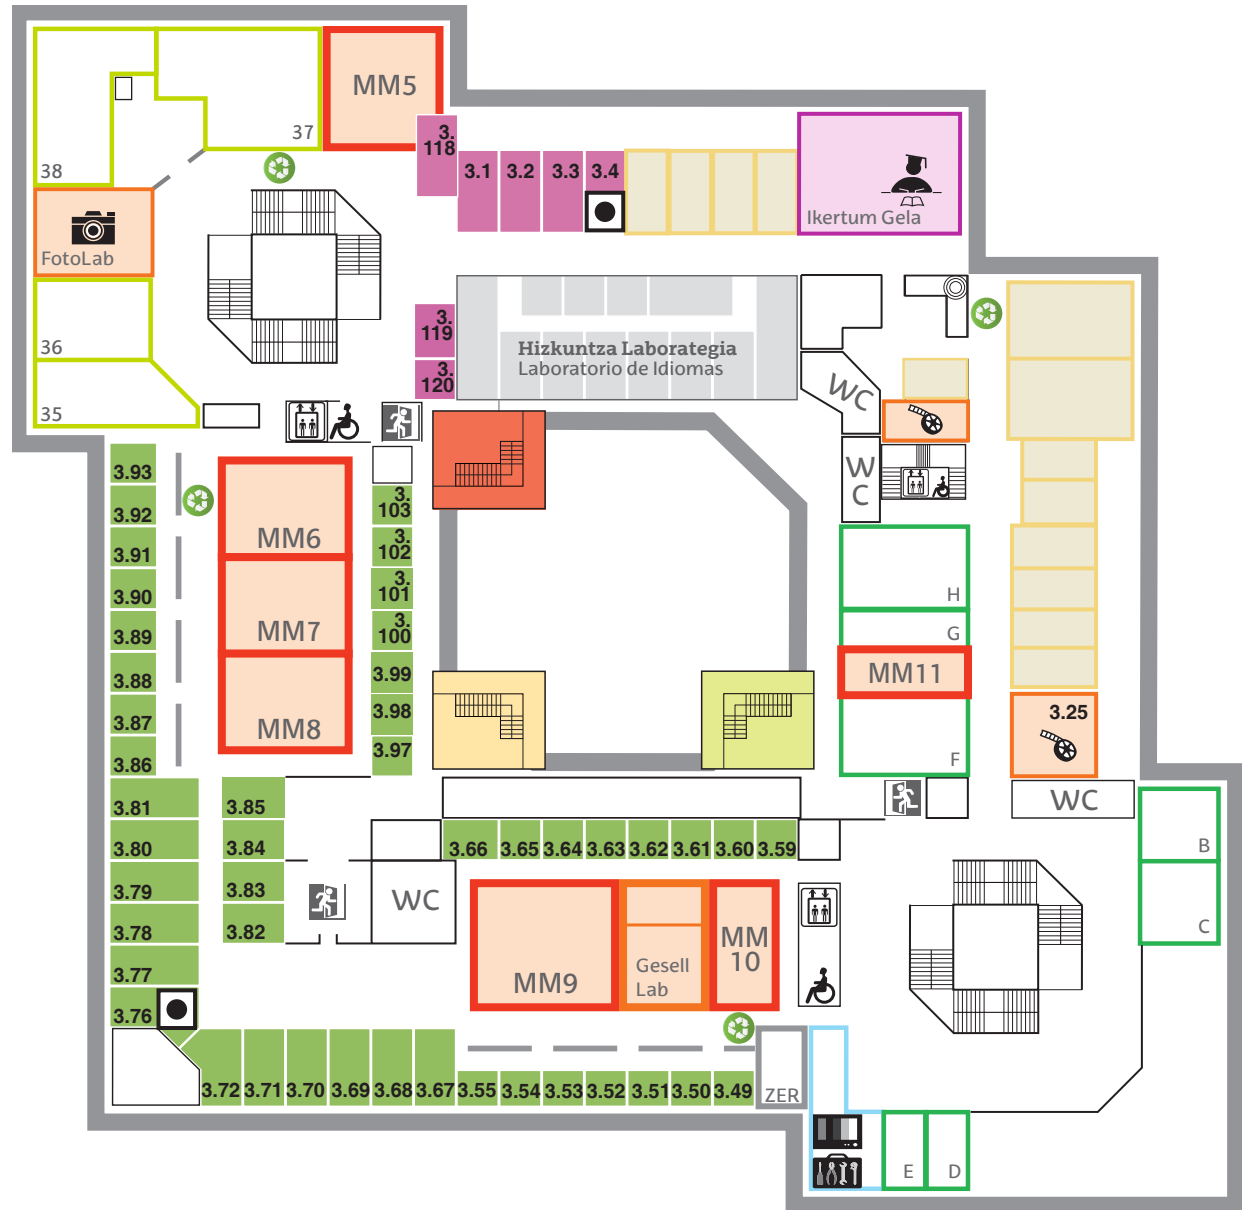 MM5
37
38
3.
118
3.1
3.2
3.3
3.4
Ikertum Gela
FotoLab
36
35
3.
119
3.
120
Hizkuntza Laborategia
Laboratorio de Idiomas
WC
W
C
3.93
3.92
3.91
3.90
3.89
3.88
3.87
3.86
MM6
MM7
MM8
3.
103
3.
102
3.
101
3.
100
3.99
3.98
3.97
H
G
MM11
F
3.25
WC
B
C
3.81
3.80
3.79
3.78
3.77
3.76
3.85
3.84
3.83
3.82
WC
3.66
3.65
3.64
3.63
3.62
3.61
3.60
3.59
MM9
Gesell
Lab
MM
10
3.72
3.71
3.70
3.69
3.68
3.67
3.55
3.54
3.53
3.52
3.51
3.50
3.49
ZER
E
D